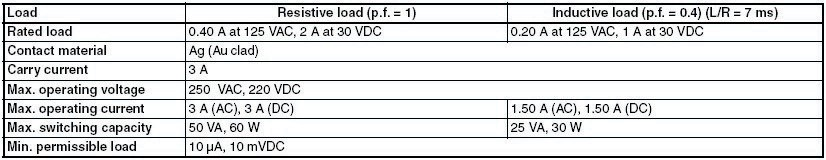 Load Resistive load (p.f. = 1) Inductive load (p.f. = 0.4) (L/R = 7 ms)
Rated load 0.40 A at 125 VAC, 2 A at 30 VDC 0.20 A at 125 VAC, 1 A at 30 VDC
Contact material Ag (Au clad)
Carry current 3 A
Max. operating voltage 250 VAC, 220 VDC
Max. operating current 3 A (AC), 3 A (DC) 1.50 A (AC), 1.50 A (DC)
Max. switching capacity 50 VA, 60 W 25 VA, 30 W
Min. permissible load 10 µA, 10 mVDC